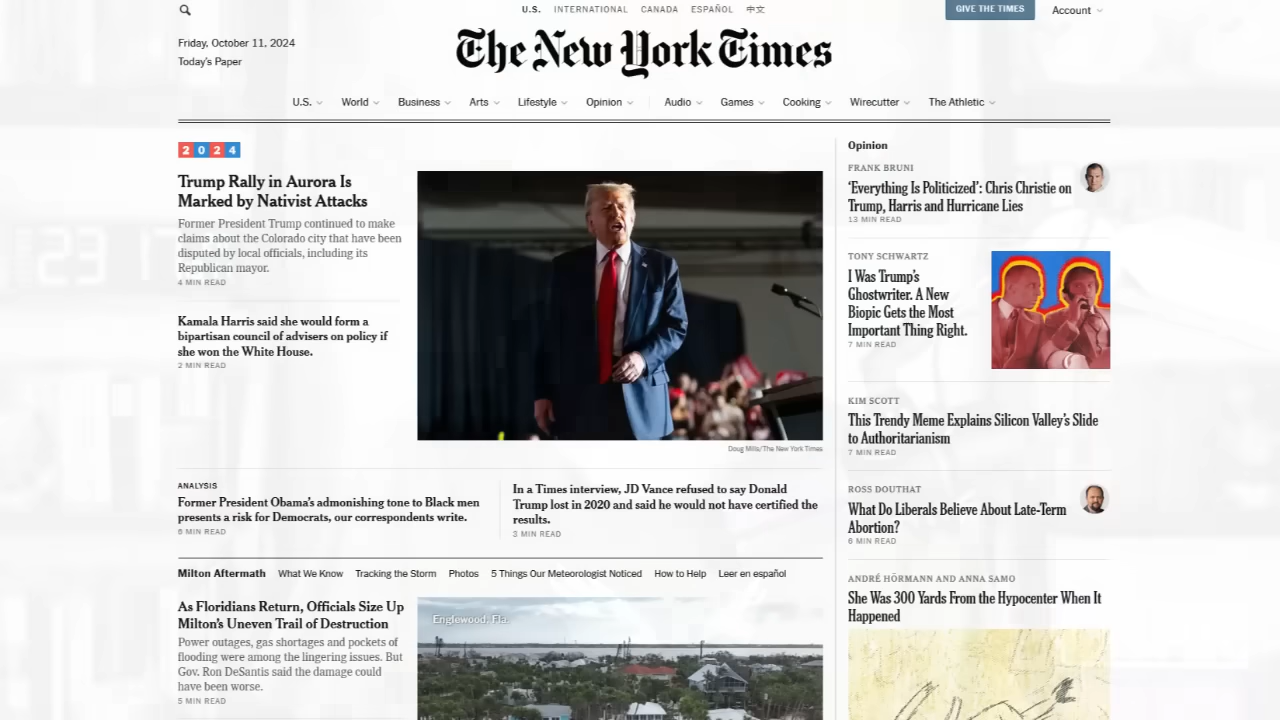 U.S. INTERNATIONAL CANADA ESPAÑOL 中文
GIVE THE TIMES
Account
Friday, October 11, 2024
Today's Paper
The New York Times
U.S. World Business Arts Lifestyle Opinion Audio Games Cooking Wirecutter The Athletic
2024
Trump Rally in Aurora Is
Marked by Nativist Attacks
Former President Trump continued to make
claims about the Colorado city that have been
disputed by local officials, including its
Republican mayor.
4 MIN READ
Kamala Harris said she would form a
bipartisan council of advisers on policy if
she won the White House.
2 MIN READ
Doug Mills/The New York Times
ANALYSIS
Former President Obama's admonishing tone to Black men
presents a risk for Democrats, our correspondents write.
6 MIN READ
In a Times interview, JD Vance refused to say Donald
Trump lost in 2020 and said he would not have certified the
results.
3 MIN READ
Milton Aftermath What We Know Tracking the Storm Photos 5 Things Our Meteorologist Noticed How to Help Leer en español
As Floridians Return, Officials Size Up
Milton's Uneven Trail of Destruction
Power outages, gas shortages and pockets of
flooding were among the lingering issues. But
Gov. Ron DeSantis said the damage could
have been worse.
5 MIN READ
Englewood, Fla.
Opinion
FRANK BRUNI
‘Everything Is Politicized’: Chris Christie on
Trump, Harris and Hurricane Lies
13 MIN READ
TONY SCHWARTZ
I Was Trump's
Ghostwriter. A New
Biopic Gets the Most
Important Thing Right.
7 MIN READ
KIM SCOTT
This Trendy Meme Explains Silicon Valley's Slide
to Authoritarianism
7 MIN READ
ROSS DOUTHAT
What Do Liberals Believe About Late-Term
Abortion?
6 MIN READ
ANDRÉ HÖRMANN AND ANNA SAMO
She Was 300 Yards From the Hypocenter When It
Happened